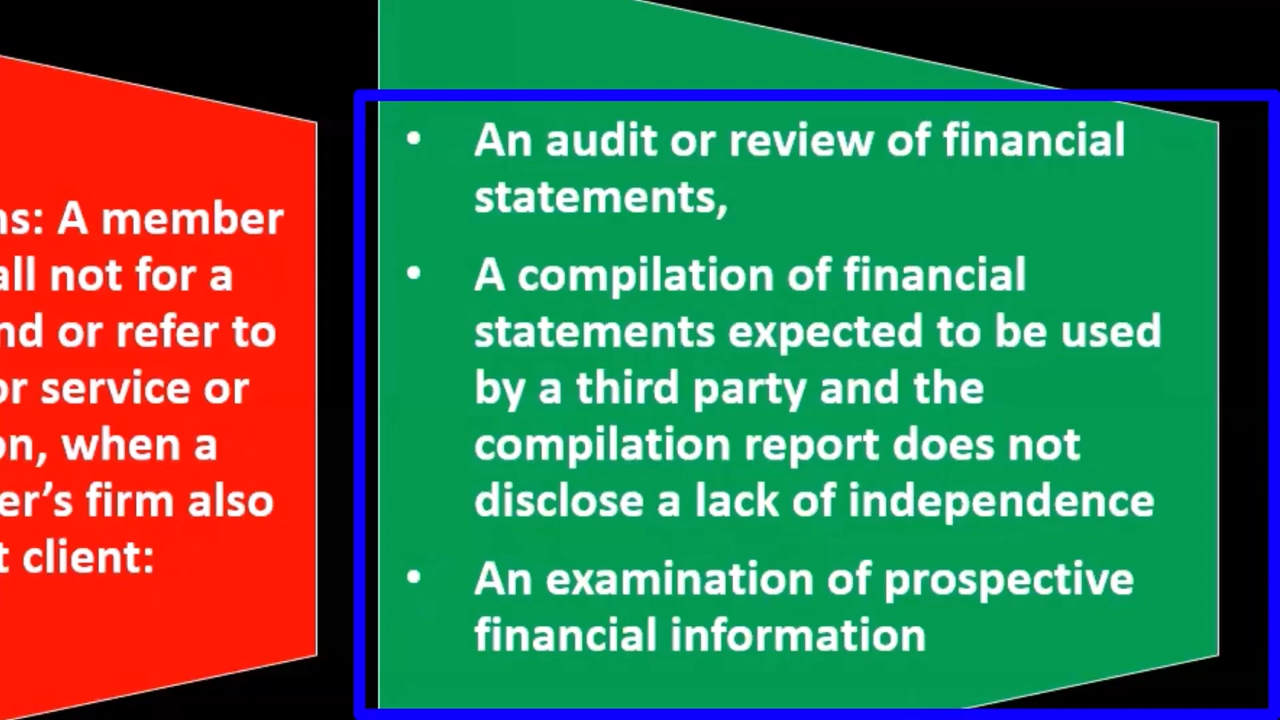 ns: A member
all not for a
nd or refer to
or service or
on, when a
er’s firm also
t client:
• An audit or review of financial
statements,
• A compilation of financial
statements expected to be used
by a third party and the
compilation report does not
disclose a lack of independence
• An examination of prospective
financial information